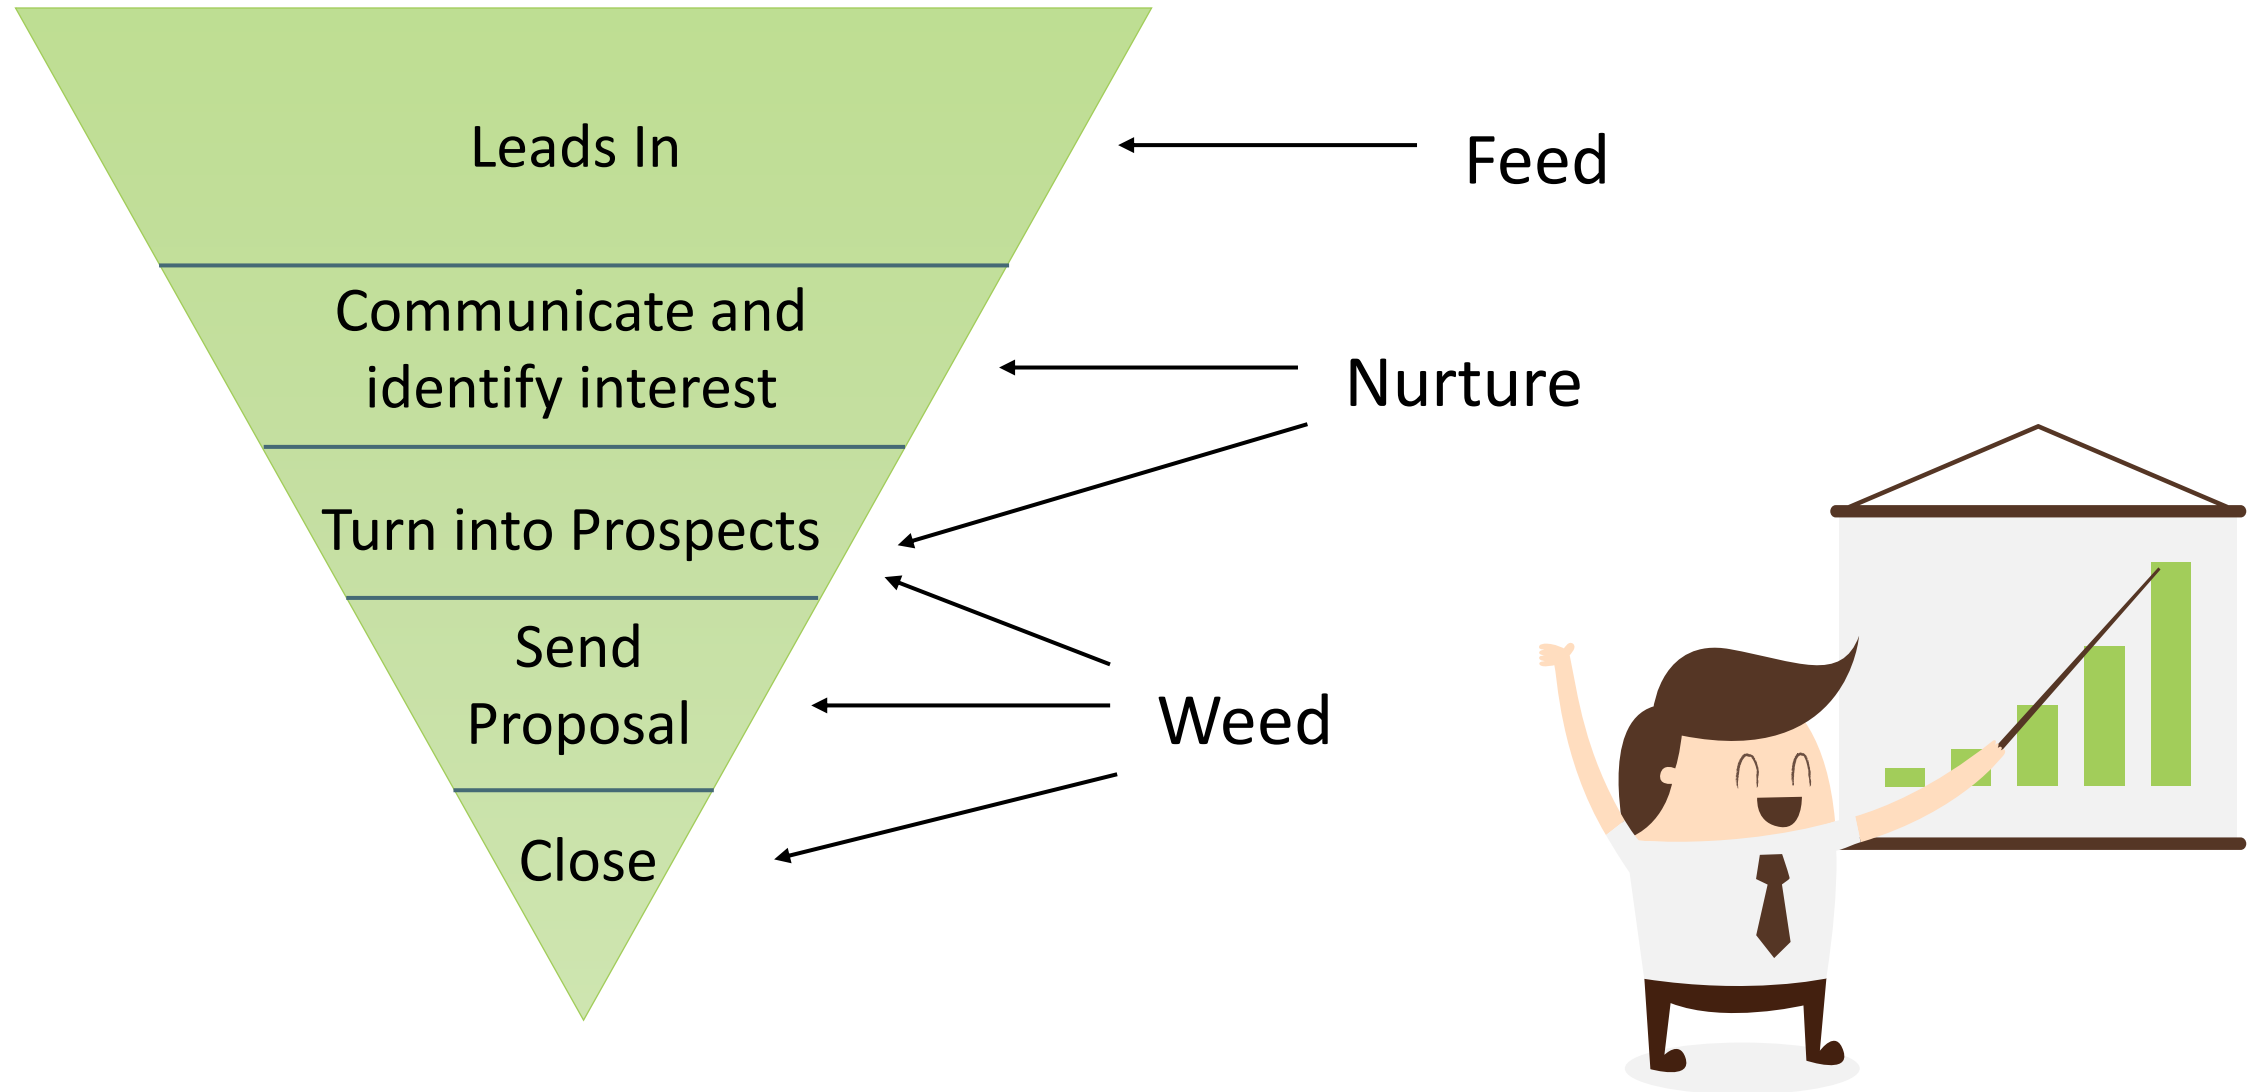 Leads In
Feed
Communicate and
identify interest
Nurture
Turn into Prospects
Send
Proposal
Weed
Close